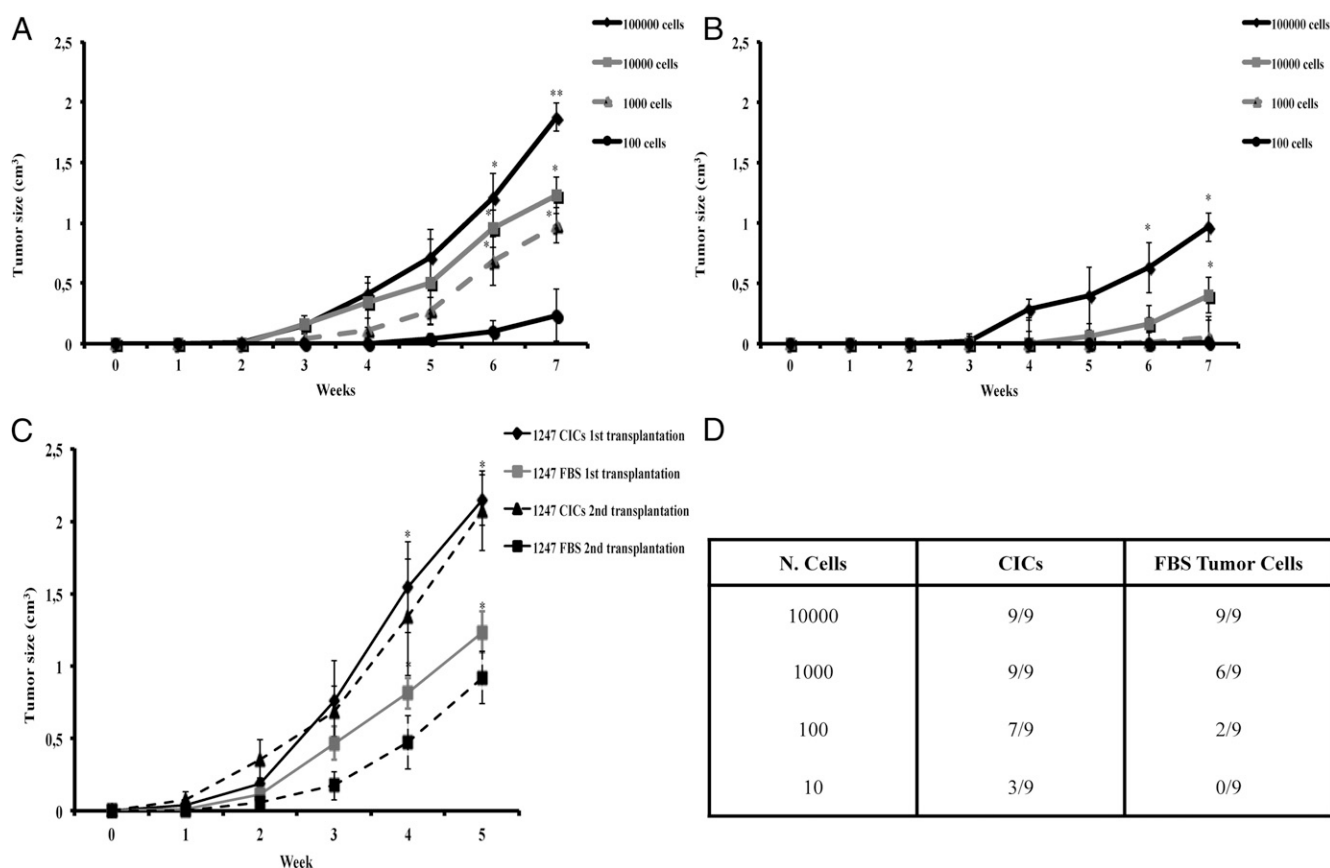 A
2,5
2
1,5
1
0,5
0
Tumor size (cm³)
0 1 2 3 4 5 6 7
Weeks
100000 cells
10000 cells
1000 cells
100 cells
*
*
*
**
*
*
B
2,5
2
1,5
1
0,5
0
Tumor size (cm³)
0 1 2 3 4 5 6 7
Weeks
100000 cells
10000 cells
1000 cells
100 cells
*
*
*
C
2,5
2
1,5
1
0,5
0
Tumor size (cm³)
0 1 2 3 4 5
Week
1247 CICs 1st transplantation
1247 FBS 1st transplantation
1247 CICs 2nd transplantation
1247 FBS 2nd transplantation
*
*
*
*
D
N. Cells CICs FBS Tumor Cells
10000 9/9 9/9
1000 9/9 6/9
100 7/9 2/9
10 3/9 0/9